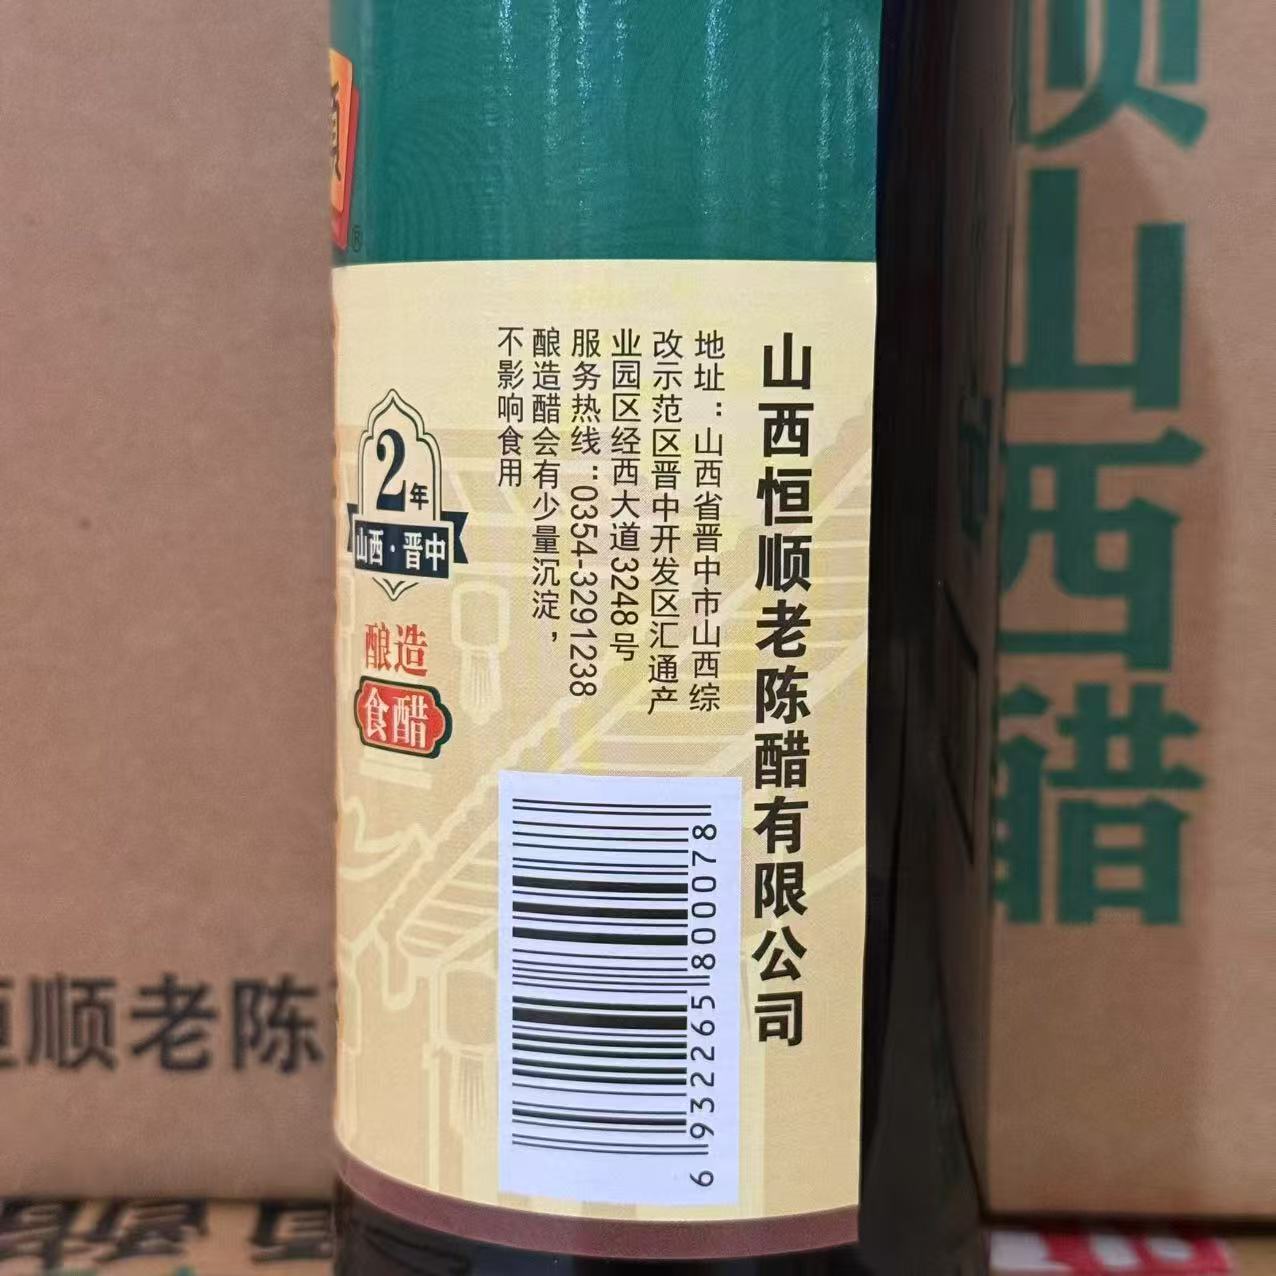 山西恒顺老陈醋有限公司
地址：山西省晋中市山西综
改示范区晋中开发区汇通产
业园区经西大道3248号
服务热线：0354-3291238
酿造醋会有少量沉淀，
不影响食用
2年
山西·晋中
酿造
食醋
6932265800078
顺山西醋
恒顺老陈